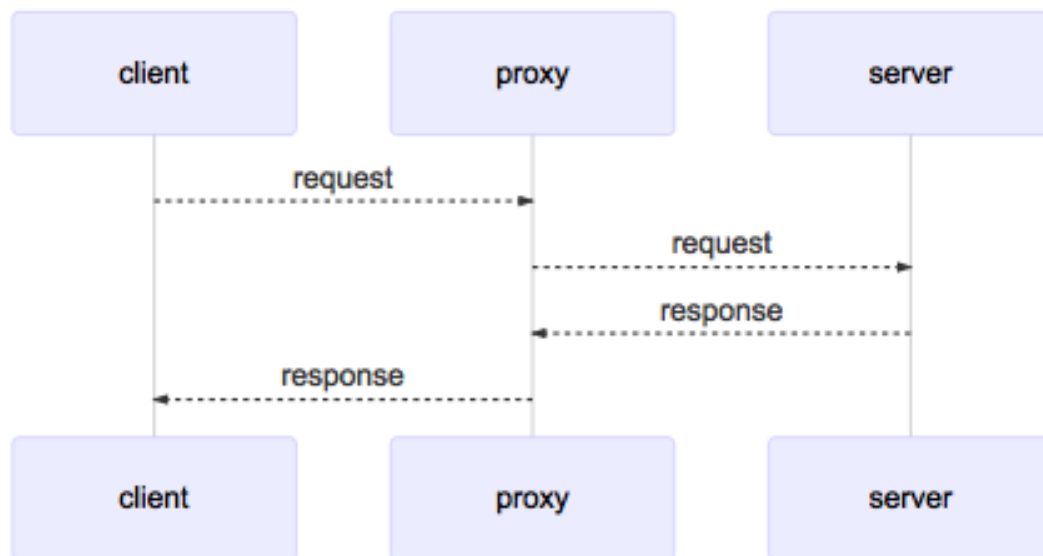 client proxy server
request
request
response
response
client proxy server